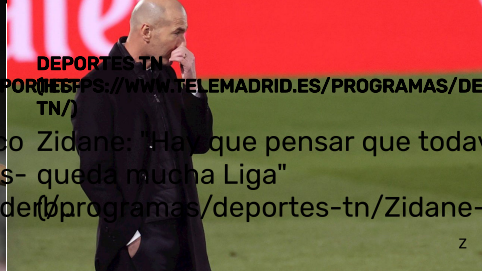 DEPORTES TN
(HTTPS://WWW.TELEMADRID.ES/PROGRAMAS/DE
TN/)
co Zidane: "Hay que pensar que todav
s- queda mucha Liga"
/programas/deportes-tn/Zidane-
Z